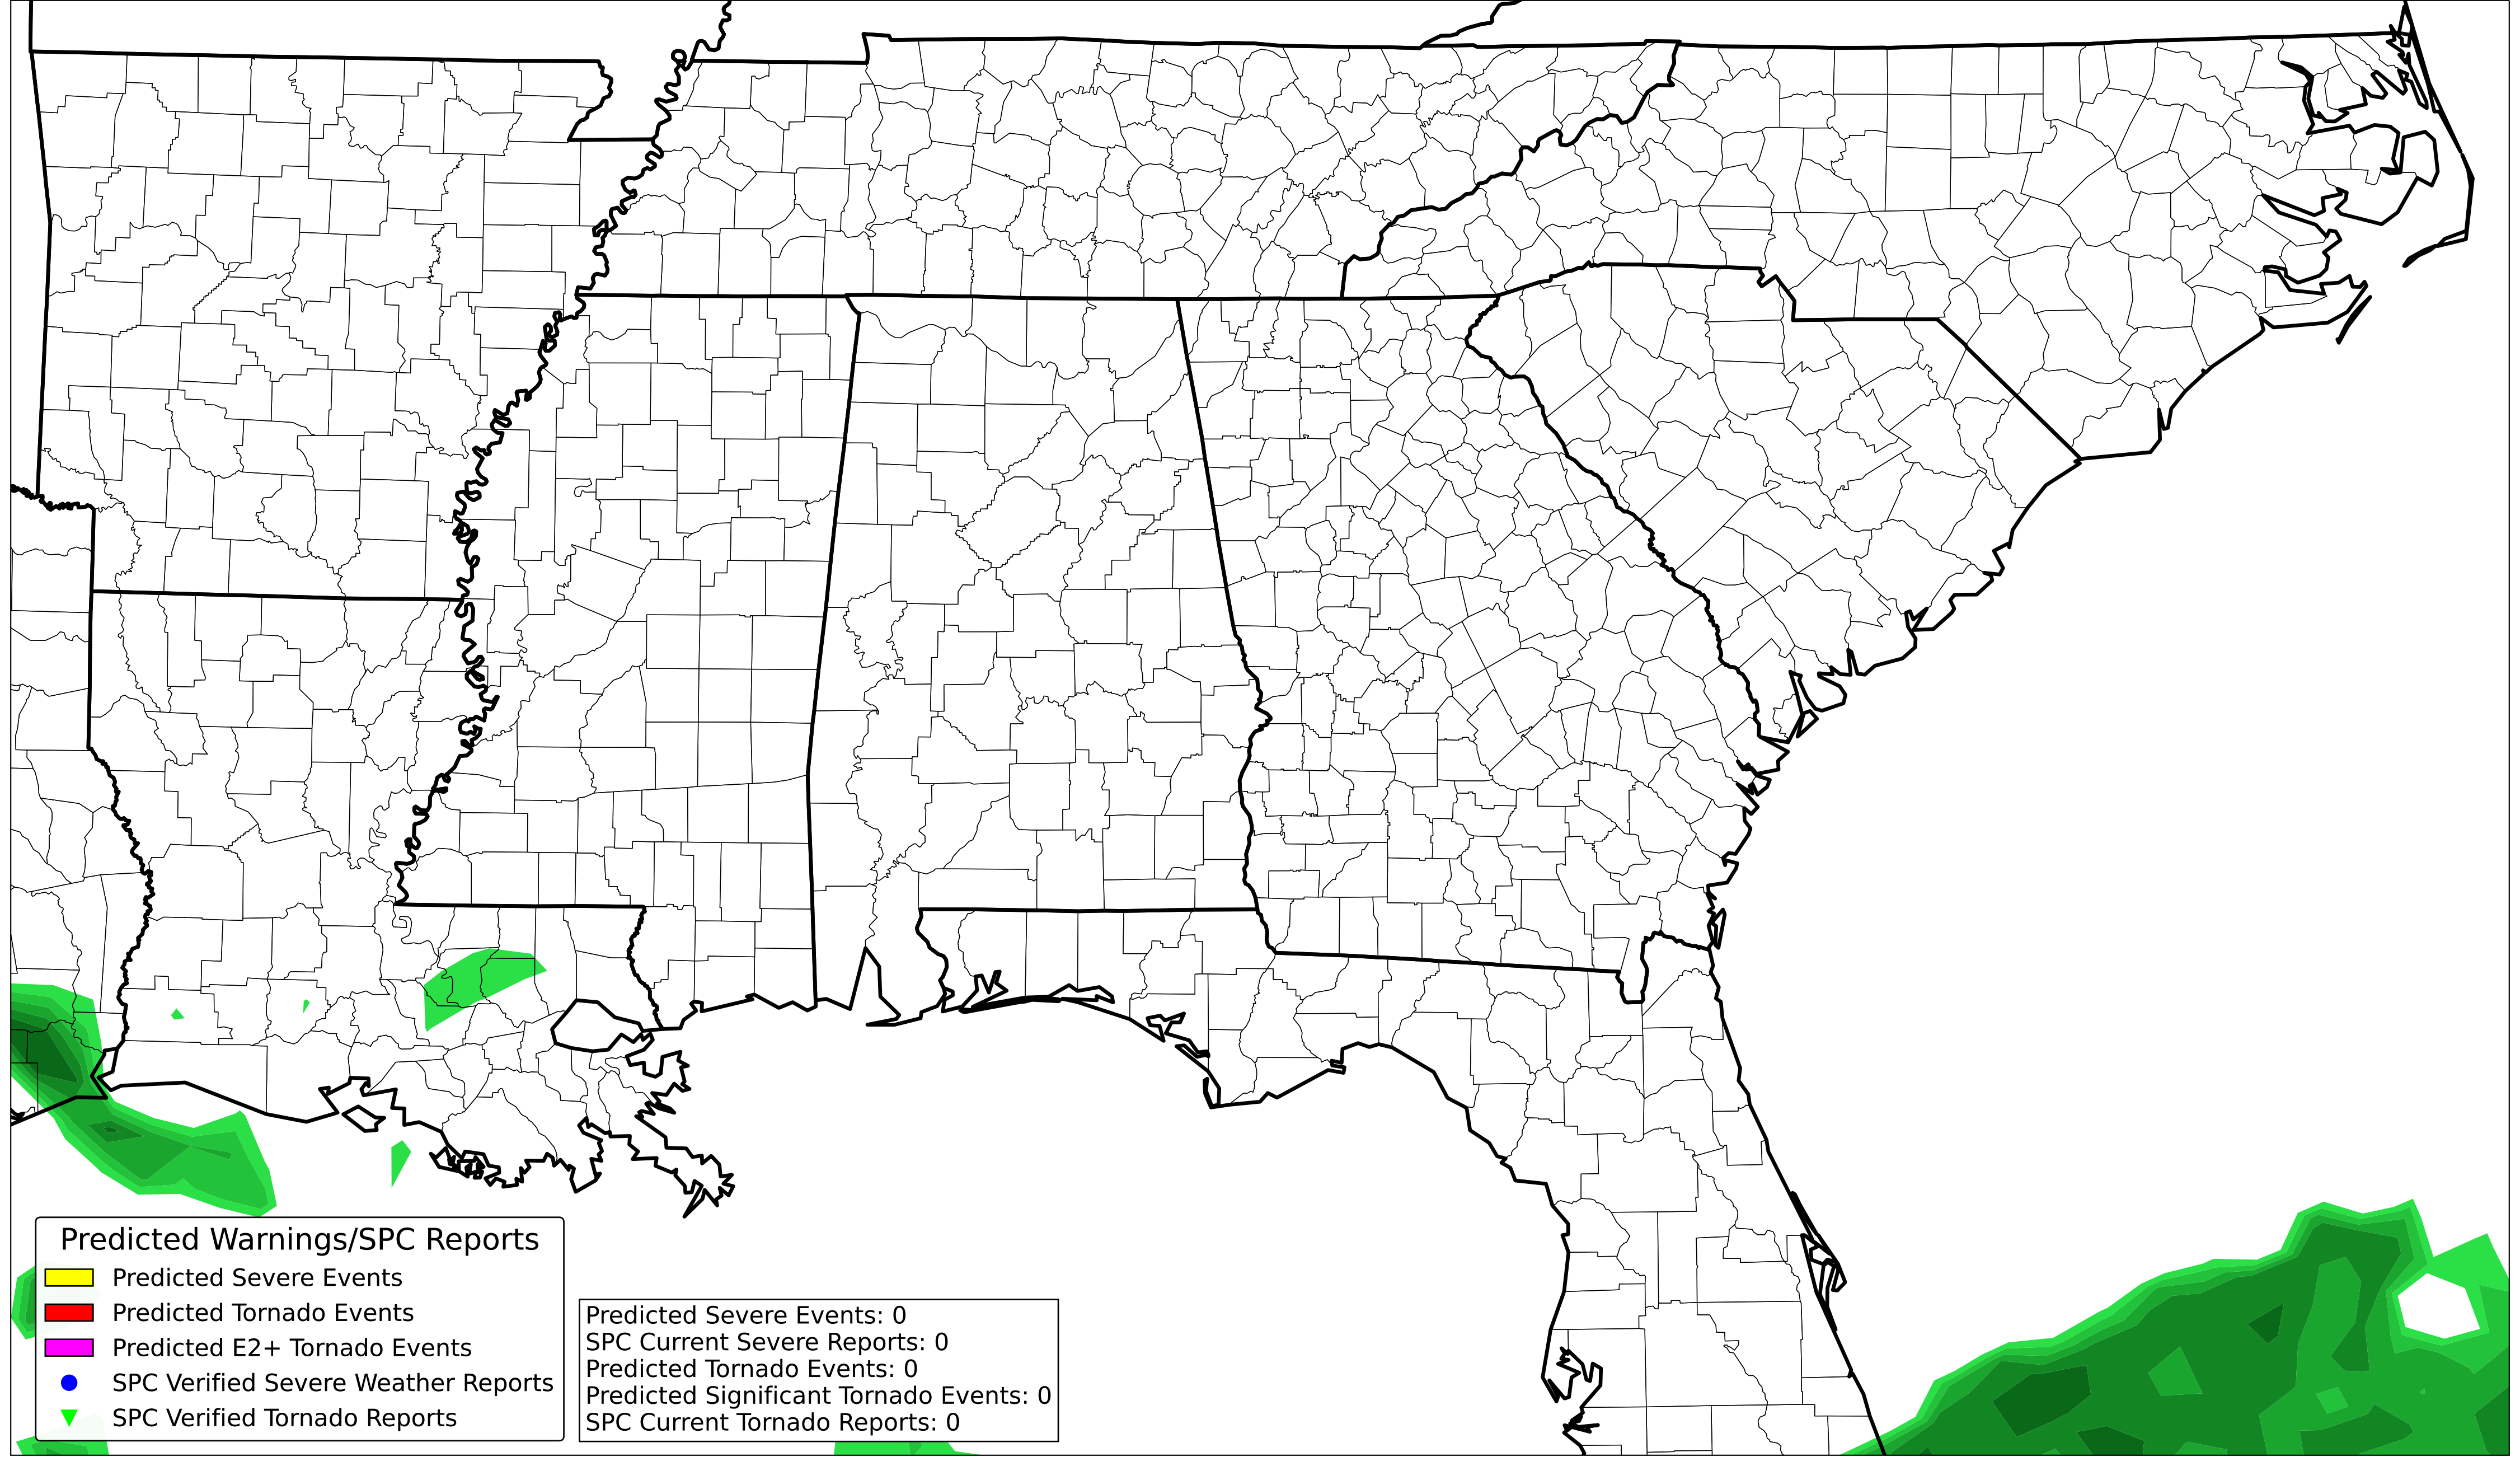 Predicted Warnings/SPC Reports
Predicted Severe Events
Predicted Tornado Events
Predicted E2+ Tornado Events
SPC Verified Severe Weather Reports
SPC Verified Tornado Reports
Predicted Severe Events: 0
SPC Current Severe Reports: 0
Predicted Tornado Events: 0
Predicted Significant Tornado Events: 0
SPC Current Tornado Reports: 0